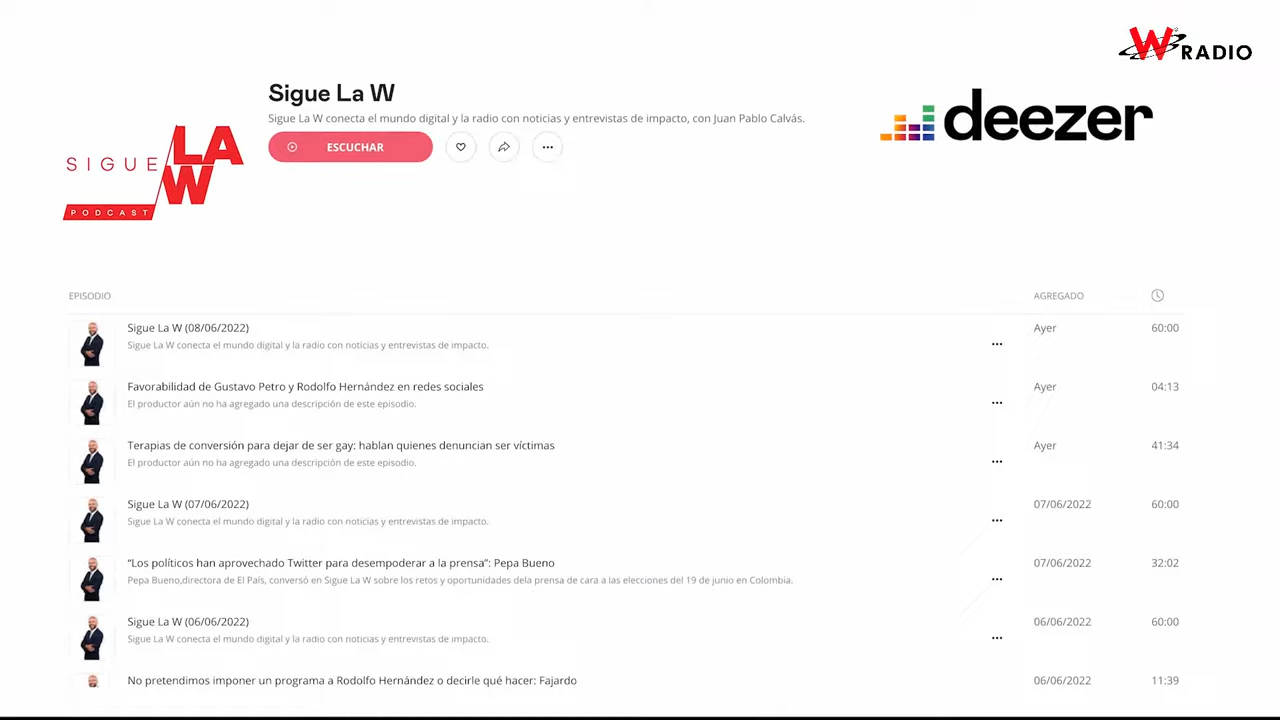 W RADIO
Sigue La W
Sigue La W conecta el mundo digital y la radio con noticias y entrevistas de impacto, con Juan Pablo Calvás.
deezer
ESCUCHAR
SIGUE LA W
PODCAST
EPISODIO AGREGADO
Sigue La W (08/06/2022) Ayer 60:00
Sigue La W conecta el mundo digital y la radio con noticias y entrevistas de impacto.
Favorabilidad de Gustavo Petro y Rodolfo Hernández en redes sociales Ayer 04:13
El productor aún no ha agregado una descripción de este episodio.
Terapias de conversión para dejar de ser gay: hablan quienes denuncian ser víctimas Ayer 41:34
El productor aún no ha agregado una descripción de este episodio.
Sigue La W (07/06/2022) 07/06/2022 60:00
Sigue La W conecta el mundo digital y la radio con noticias y entrevistas de impacto.
“Los políticos han aprovechado Twitter para desempoderar a la prensa”: Pepa Bueno 07/06/2022 32:02
Pepa Bueno,directora de El País, conversó en Sigue La W sobre los retos y oportunidades dela prensa de cara a las elecciones del 19 de junio en Colombia.
Sigue La W (06/06/2022) 06/06/2022 60:00
Sigue La W conecta el mundo digital y la radio con noticias y entrevistas de impacto.
No pretendimos imponer un programa a Rodolfo Hernández o decirle qué hacer: Fajardo 06/06/2022 11:39